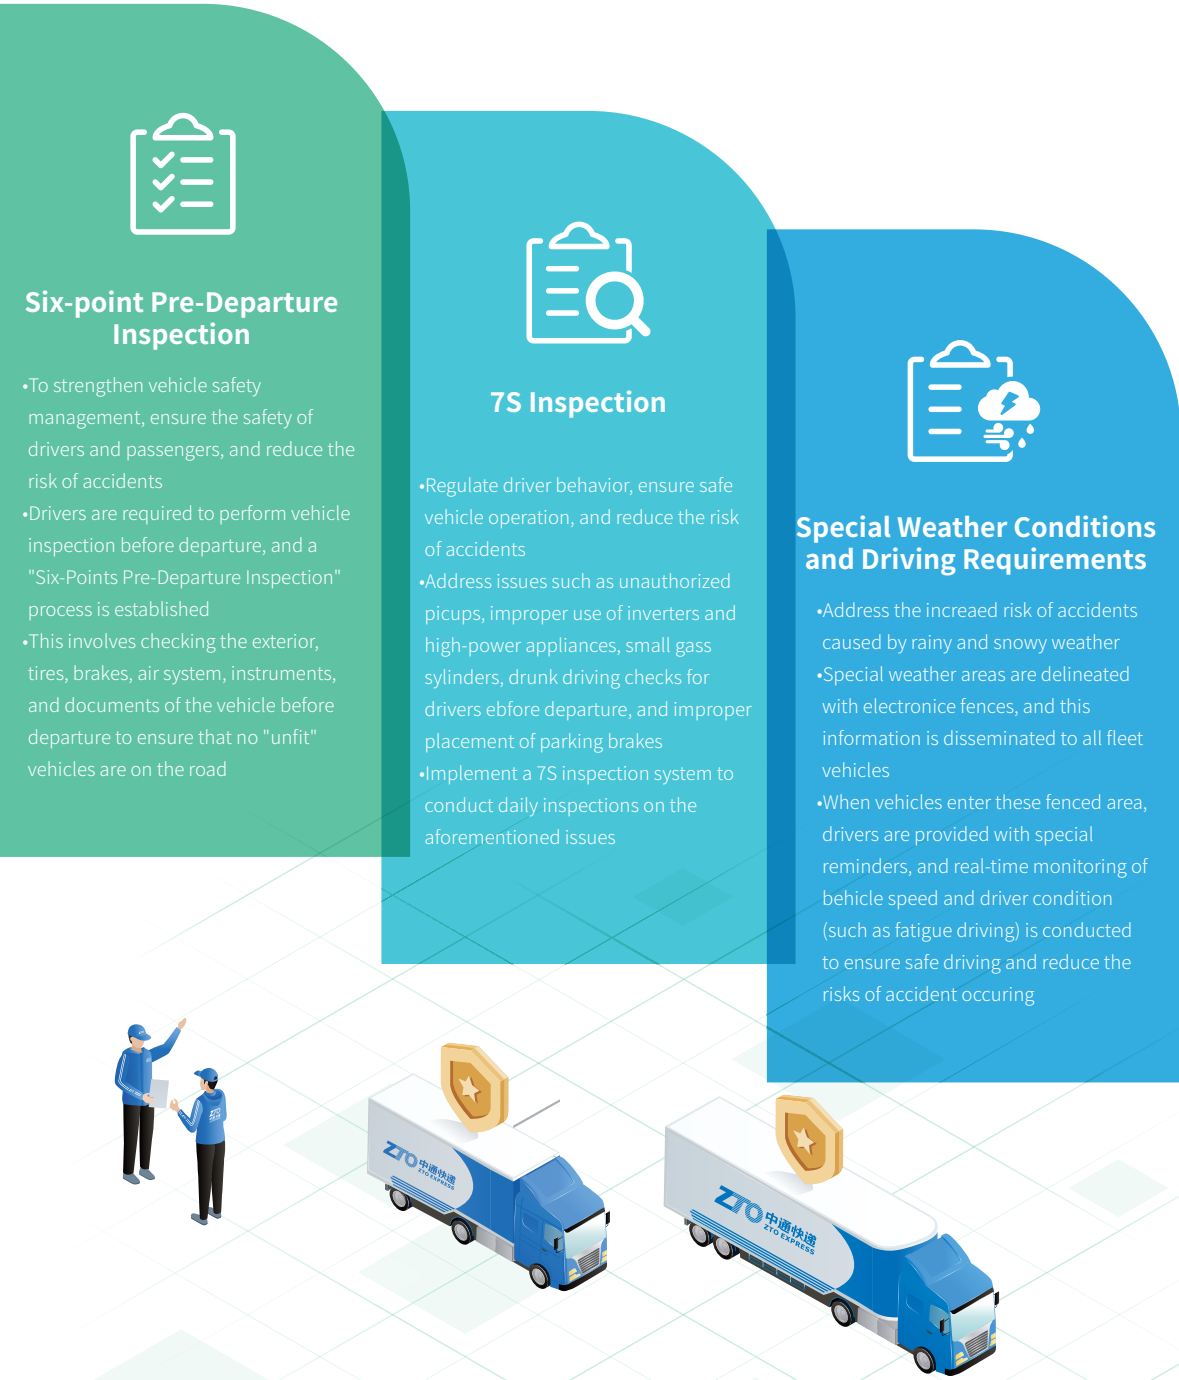 Six-point Pre-Departure
Inspection
•To strengthen vehicle safety
management, ensure the safety of
drivers and passengers, and reduce the
risk of accidents
•Drivers are required to perform vehicle
inspection before departure, and a
"Six-Points Pre-Departure Inspection"
process is established
•This involves checking the exterior,
tires, brakes, air system, instruments,
and documents of the vehicle before
departure to ensure that no "unfit"
vehicles are on the road
7S Inspection
•Regulate driver behavior, ensure safe
vehicle operation, and reduce the risk
of accidents
•Address issues such as unauthorized
picups, improper use of inverters and
high-power appliances, small gass
sylinders, drunk driving checks for
drivers ebfore departure, and improper
placement of parking brakes
•Implement a 7S inspection system to
conduct daily inspections on the
aforementioned issues
Special Weather Conditions
and Driving Requirements
•Address the increaed risk of accidents
caused by rainy and snowy weather
•Special weather areas are delineated
with electronice fences, and this
information is disseminated to all fleet
vehicles
•When vehicles enter these fenced area,
drivers are provided with special
reminders, and real-time monitoring of
behicle speed and driver condition
(such as fatigue driving) is conducted
to ensure safe driving and reduce the
risks of accident occuring
ZTO 中通快递
ZTO EXPRESS
ZTO 中通快递
ZTO EXPRESS